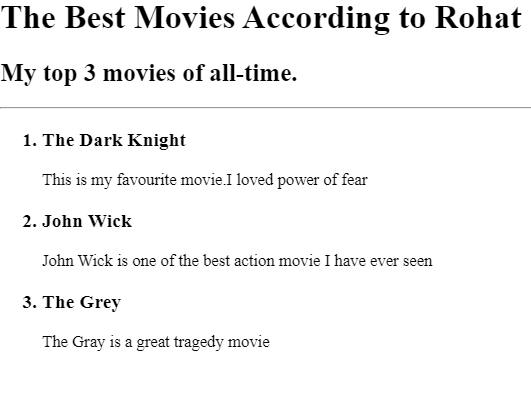 The Best Movies According to Rohat
My top 3 movies of all-time.
1. The Dark Knight
This is my favourite movie.I loved power of fear
2. John Wick
John Wick is one of the best action movie I have ever seen
3. The Grey
The Gray is a great tragedy movie